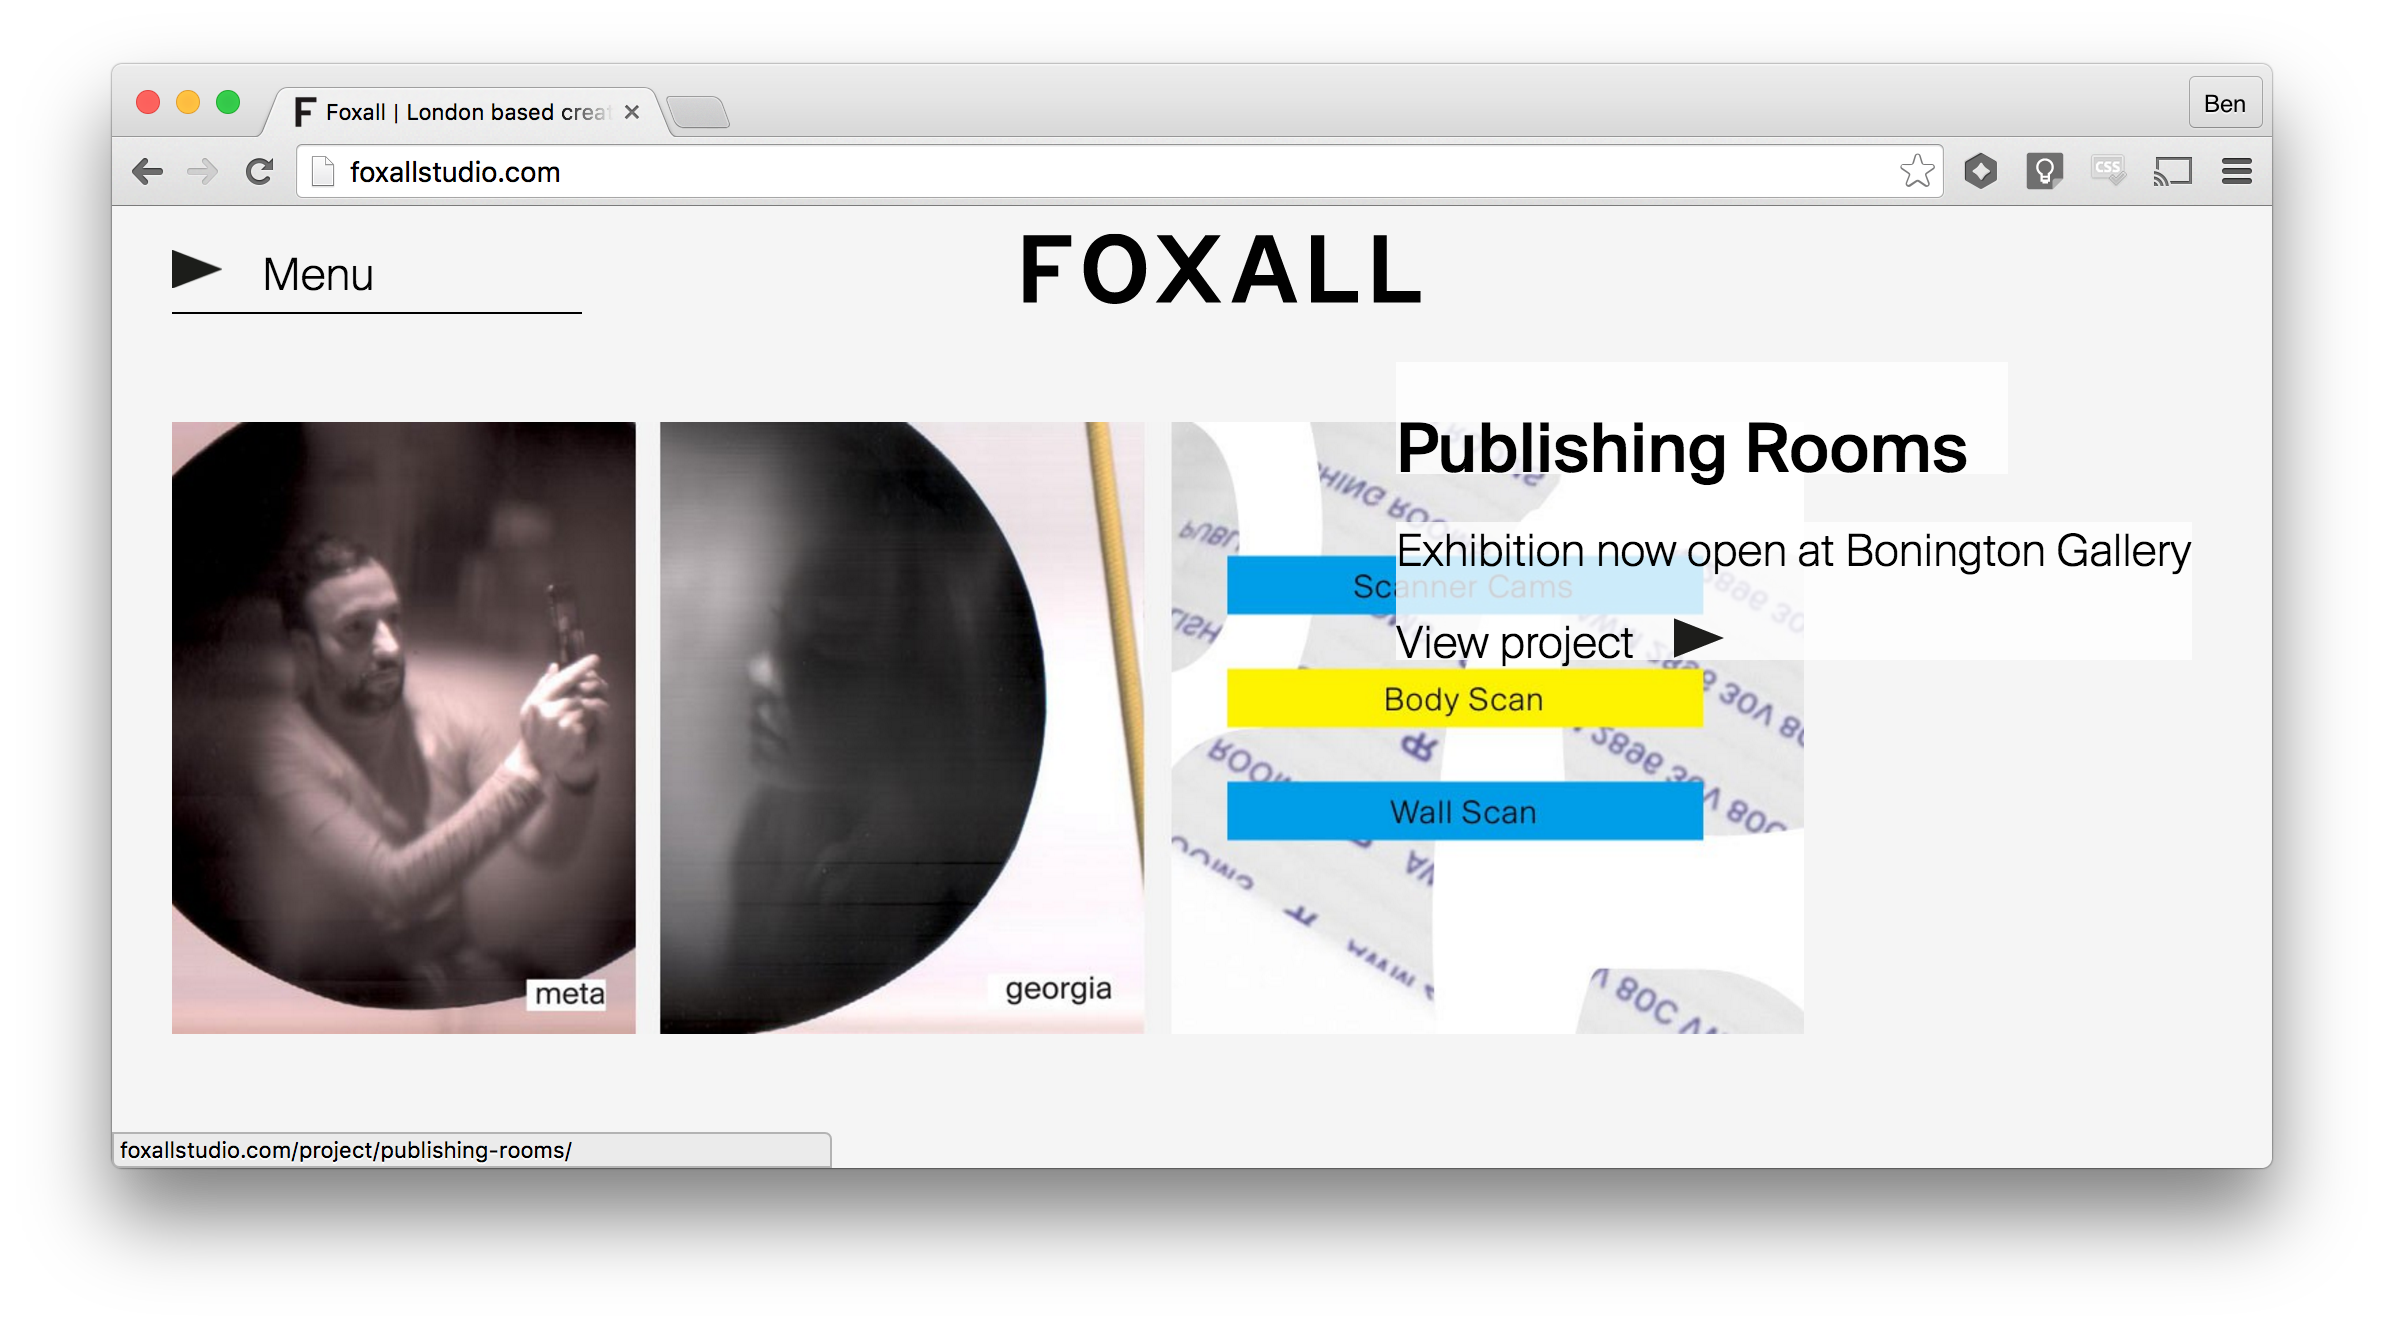 F Foxall | London based creat
Ben
foxallstudio.com
CSS
Menu
FOXALL
Publishing Rooms
Exhibition now open at Bonington Gallery
Scanner Cams
View project
Body Scan
Wall Scan
meta
georgia
foxallstudio.com/project/publishing-rooms/